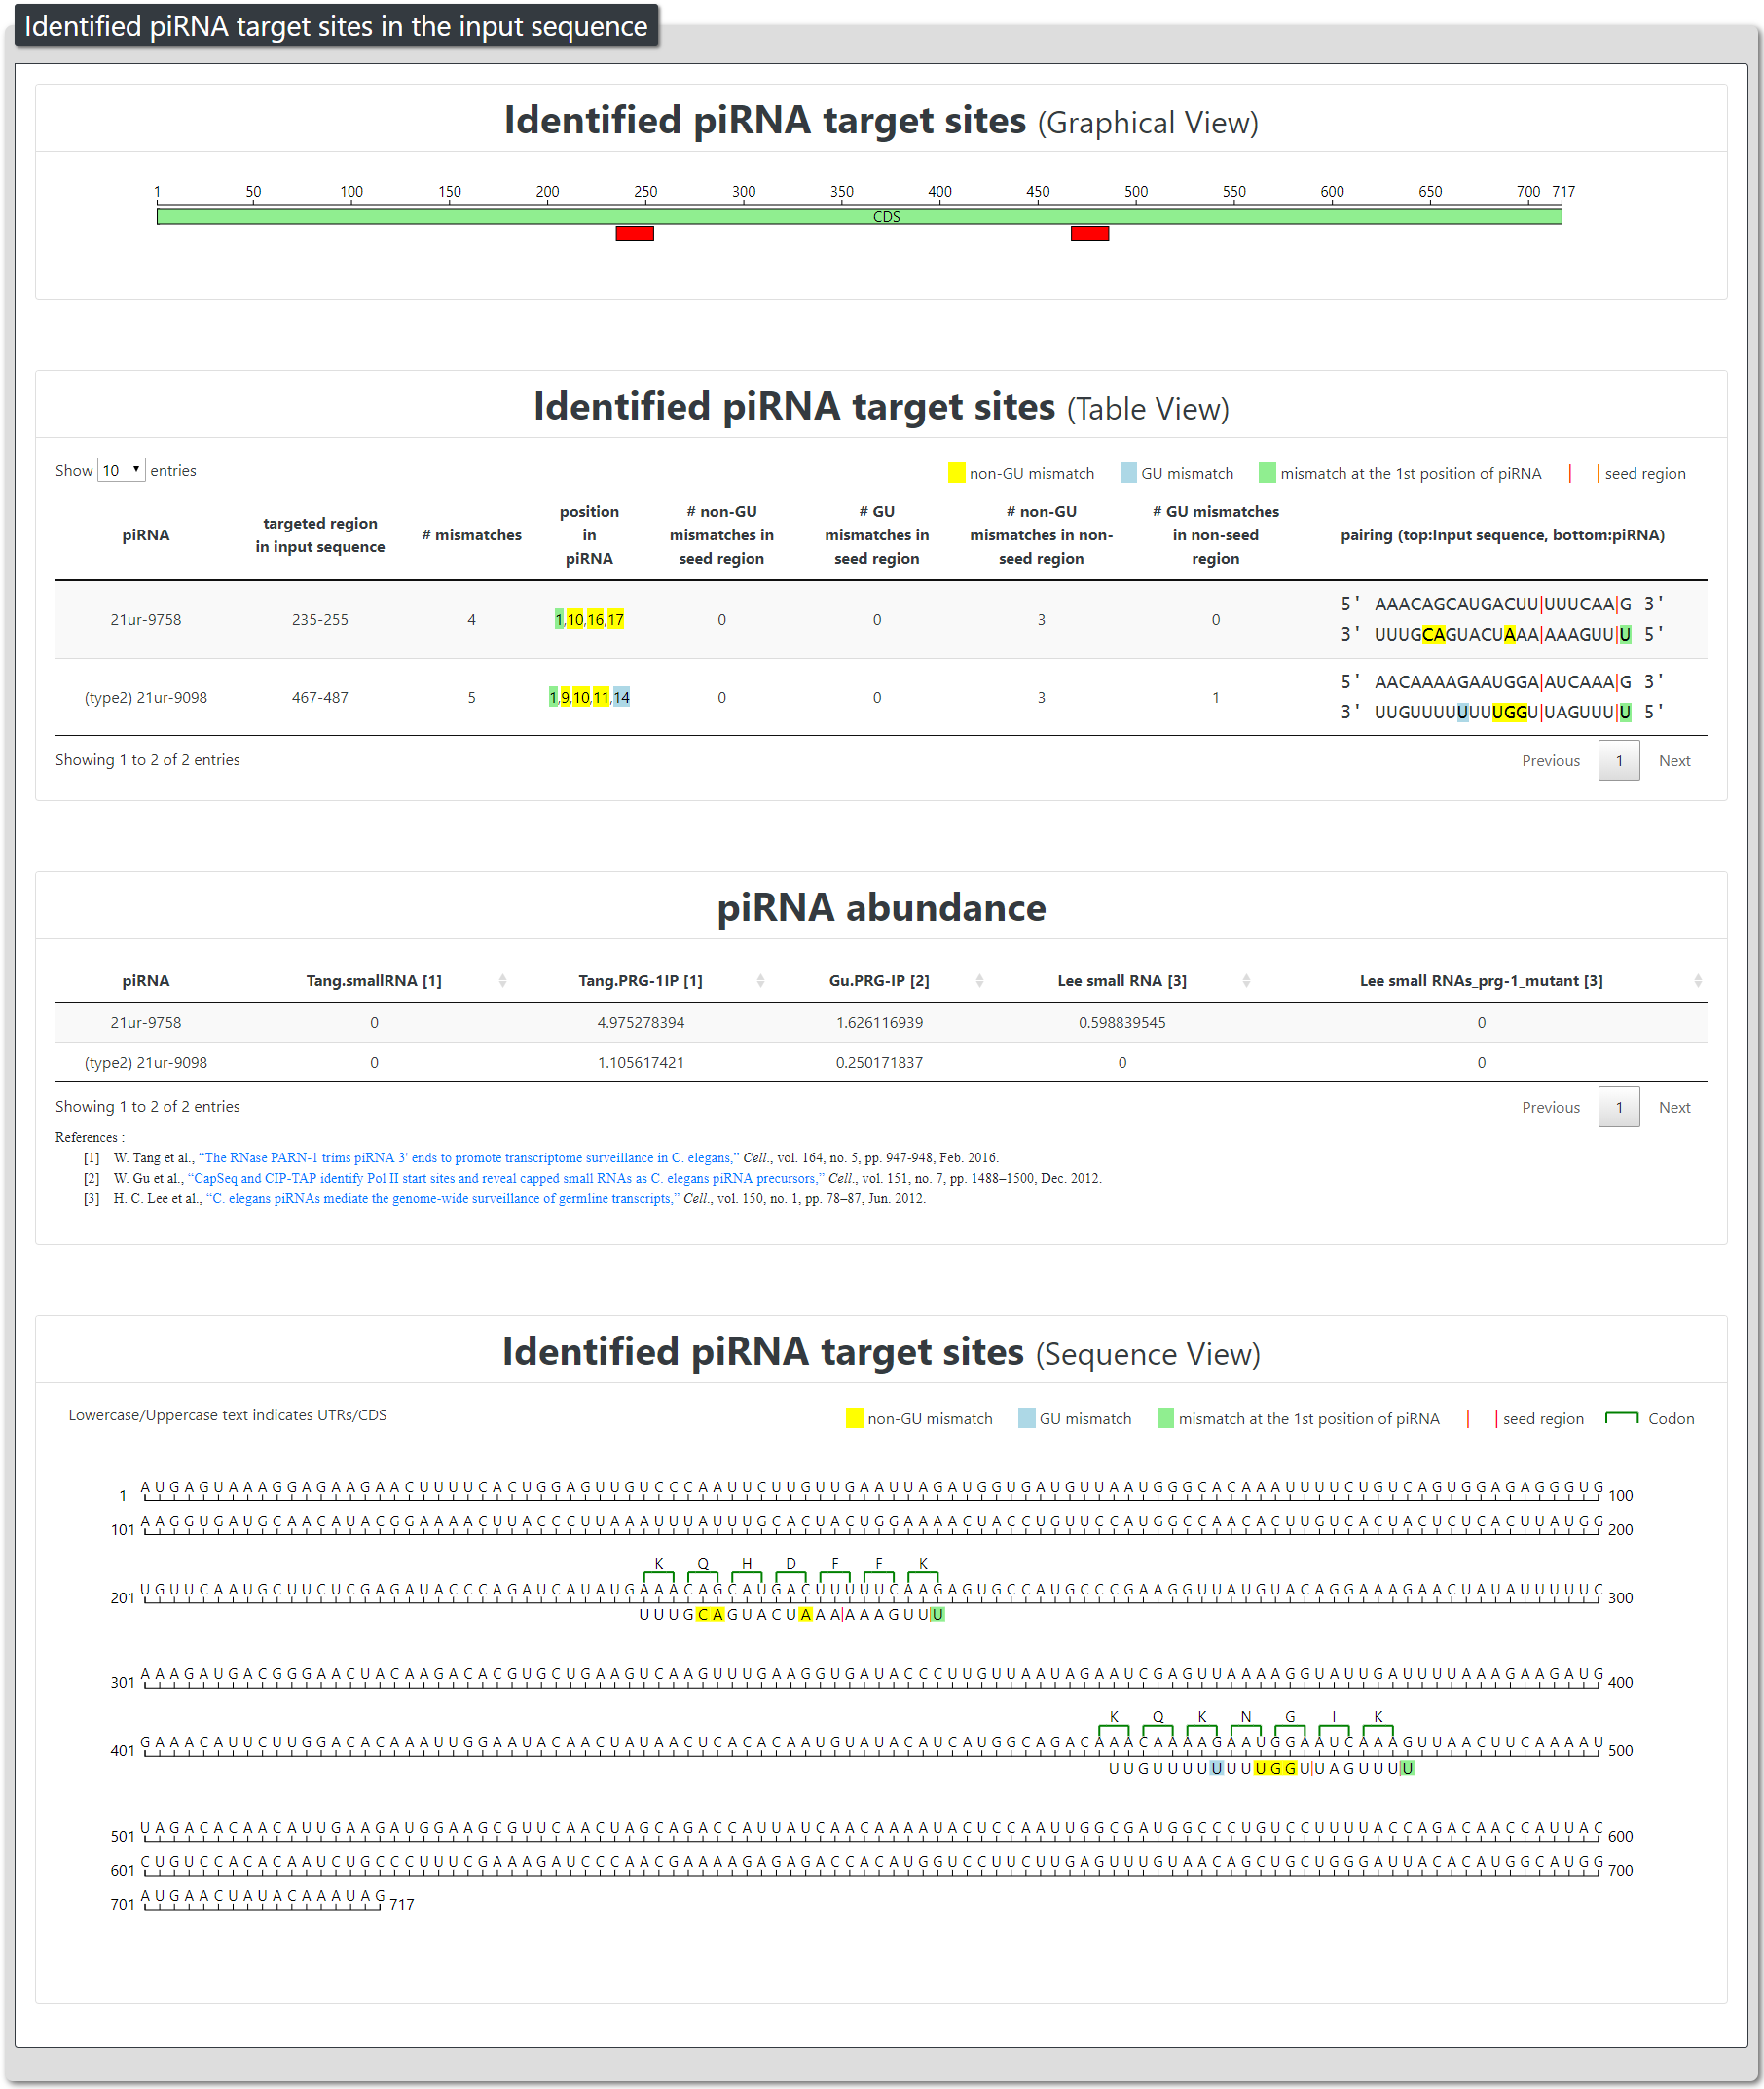 Identified piRNA target sites in the input sequence
Identified piRNA target sites (Graphical View)
1 50 100 150 200 250 300 350 400 450 500 550 600 650 700 717
CDS
Identified piRNA target sites (Table View)
Show 10 entries
non-GU mismatch GU mismatch mismatch at the 1st position of piRNA | | seed region
piRNA targeted region in input sequence # mismatches position in piRNA # non-GU mismatches in seed region # GU mismatches in seed region # non-GU mismatches in non-seed region # GU mismatches in non-seed region pairing (top:Input sequence, bottom:piRNA)
21ur-9758 235-255 4 1,10,16,17 0 0 3 0
5' AAACAGCAUGACUU|UUUCAA|G 3'
3' UUUGCAGUACUAAA|AAAGUU|U 5'
(type2) 21ur-9098 467-487 5 1,9,10,11,14 0 0 3 1
5' AACAAAAGAAUGGA|AUCAAA|G 3'
3' UUGUUUUUUUUGGU|UAGUUU|U 5'
Showing 1 to 2 of 2 entries
Previous 1 Next
piRNA abundance
piRNA Tang.smallRNA [1] Tang.PRG-1IP [1] Gu.PRG-IP [2] Lee small RNA [3] Lee small RNAs_prg-1_mutant [3]
21ur-9758 0 4.975278394 1.626116939 0.598839545 0
(type2) 21ur-9098 0 1.105617421 0.250171837 0 0
Showing 1 to 2 of 2 entries
Previous 1 Next
References :
[1] W. Tang et al., “The RNase PARN-1 trims piRNA 3' ends to promote transcriptome surveillance in C. elegans,” Cell., vol. 164, no. 5, pp. 947-948, Feb. 2016.
[2] W. Gu et al., “CapSeq and CIP-TAP identify Pol II start sites and reveal capped small RNAs as C. elegans piRNA precursors,” Cell., vol. 151, no. 7, pp. 1488–1500, Dec. 2012.
[3] H. C. Lee et al., “C. elegans piRNAs mediate the genome-wide surveillance of germline transcripts,” Cell., vol. 150, no. 1, pp. 78–87, Jun. 2012.
Identified piRNA target sites (Sequence View)
Lowercase/Uppercase text indicates UTRs/CDS
non-GU mismatch GU mismatch mismatch at the 1st position of piRNA | | seed region Codon
1 AUGAGUAAAGGAGAAGAACUUUUCACUGGAGUUGUCCCAAUUCUUGUUGAAUUAGAUGGUGAUGUUAAUGGGCACAAAUUUUCUGUCAGUGGAGAGGGUG 100
101 AAGGUGAUGCAACAUACGGAAAACUUACCCUUAAAUUUAUUUGCACUACUGGAAAACUACCUGUUCCAUGGCCAACACUUGUCACUACUCUCACUUAUGG 200
K Q H D F F K
201 UGUUCAAUGCUUCUCGAGAUACCCAGAUCAUAUGAAACAGCAUGACUUUUUCAAGAGUGCCAUGCCCGAAGGUUAUGUACAGGAAAGAACUAUAUUUUUC 300
UUUGCAGUACUAAA|AAAGUU|U
301 AAAGAUGACGGGAACUACAAGACACGUGCUGAAGUCAAGUUUGAAGGUGAUACCCUUGUUAAUAGAAUCGAGUUAAAAGGUAUUGAUUUUAAAGAAGAUG 400
K Q K N G I K
401 GAAACAUUCUUGGACACAAAUUGGAAUACAACUAUAACUCACACAAUGUAUACAUCAUGGCAGACAAACAAAAGAAUGGAAUCAAAGUUAACUUCAAAAU 500
UUGUUUUUUUUGGU|UAGUUU|U
501 UAGACACAACAUUGAAGAUGGAAGCGUUCAACUAGCAGACCAUUAUCAACAAAAUACUCCAAUUGGCGAUGGCCCUGUCCUUUUACCAGACAACCAUUAC 600
601 CUGUCCACACAAUCUGCCCUUUCGAAAGAUCCCAACGAAAAGAGAGACCACAUGGUCCUUCUUGAGUUUGUAACAGCUGCUGGGAUUACACAUGGCAUGG 700
701 AUGAACUAUACAAAUAG 717